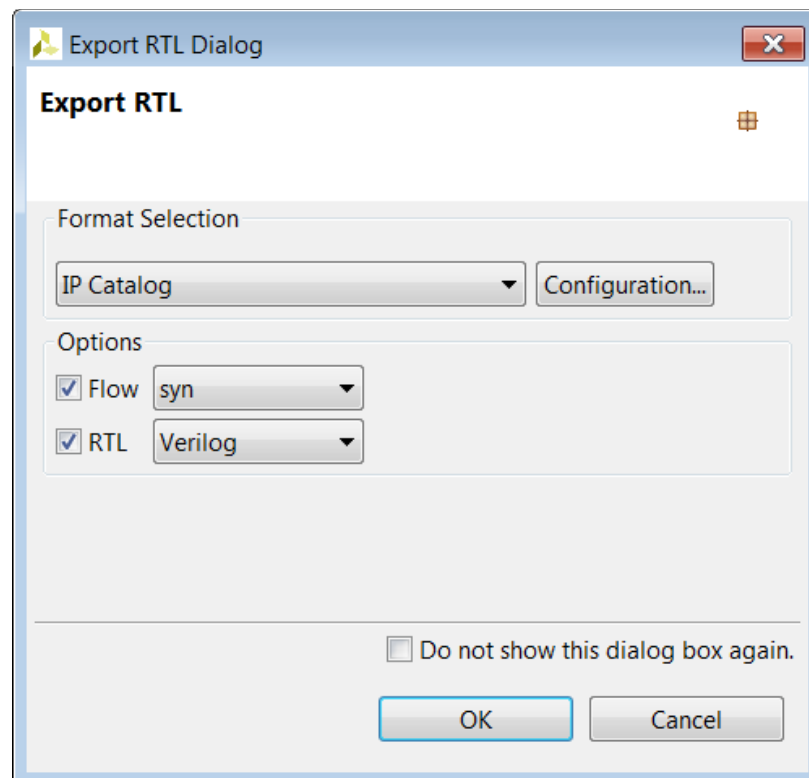 Export RTL Dialog
Export RTL
Format Selection
IP Catalog Configuration...
Options
Flow syn
RTL Verilog
Do not show this dialog box again.
OK Cancel